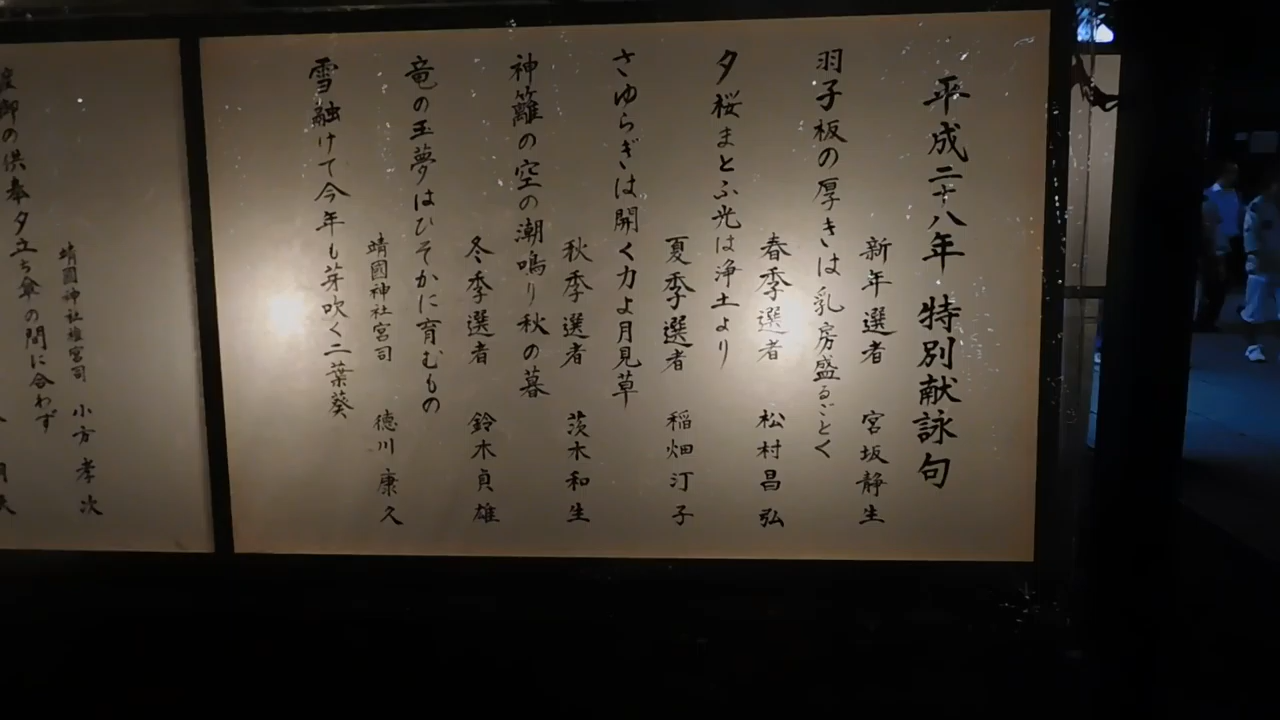 平成二十八年 特別献詠句
新年選者 宮坂静生
羽子板の厚きは乳房盛るごとく
春季選者 松村昌弘
夕桜まとふ光は浄土より
夏季選者 稲畑汀子
さゆらぎは開く力よ月見草
秋季選者 茨木和生
神籬の空の潮鳴り秋の暮
冬季選者 鈴木貞雄
竜の玉夢はひそかに育むもの
靖國神社宮司 徳川康久
雪融けて今年も芽吹く二葉葵
靖國神社権宮司 小方孝次
御の供奉夕立ち傘の間に合わず